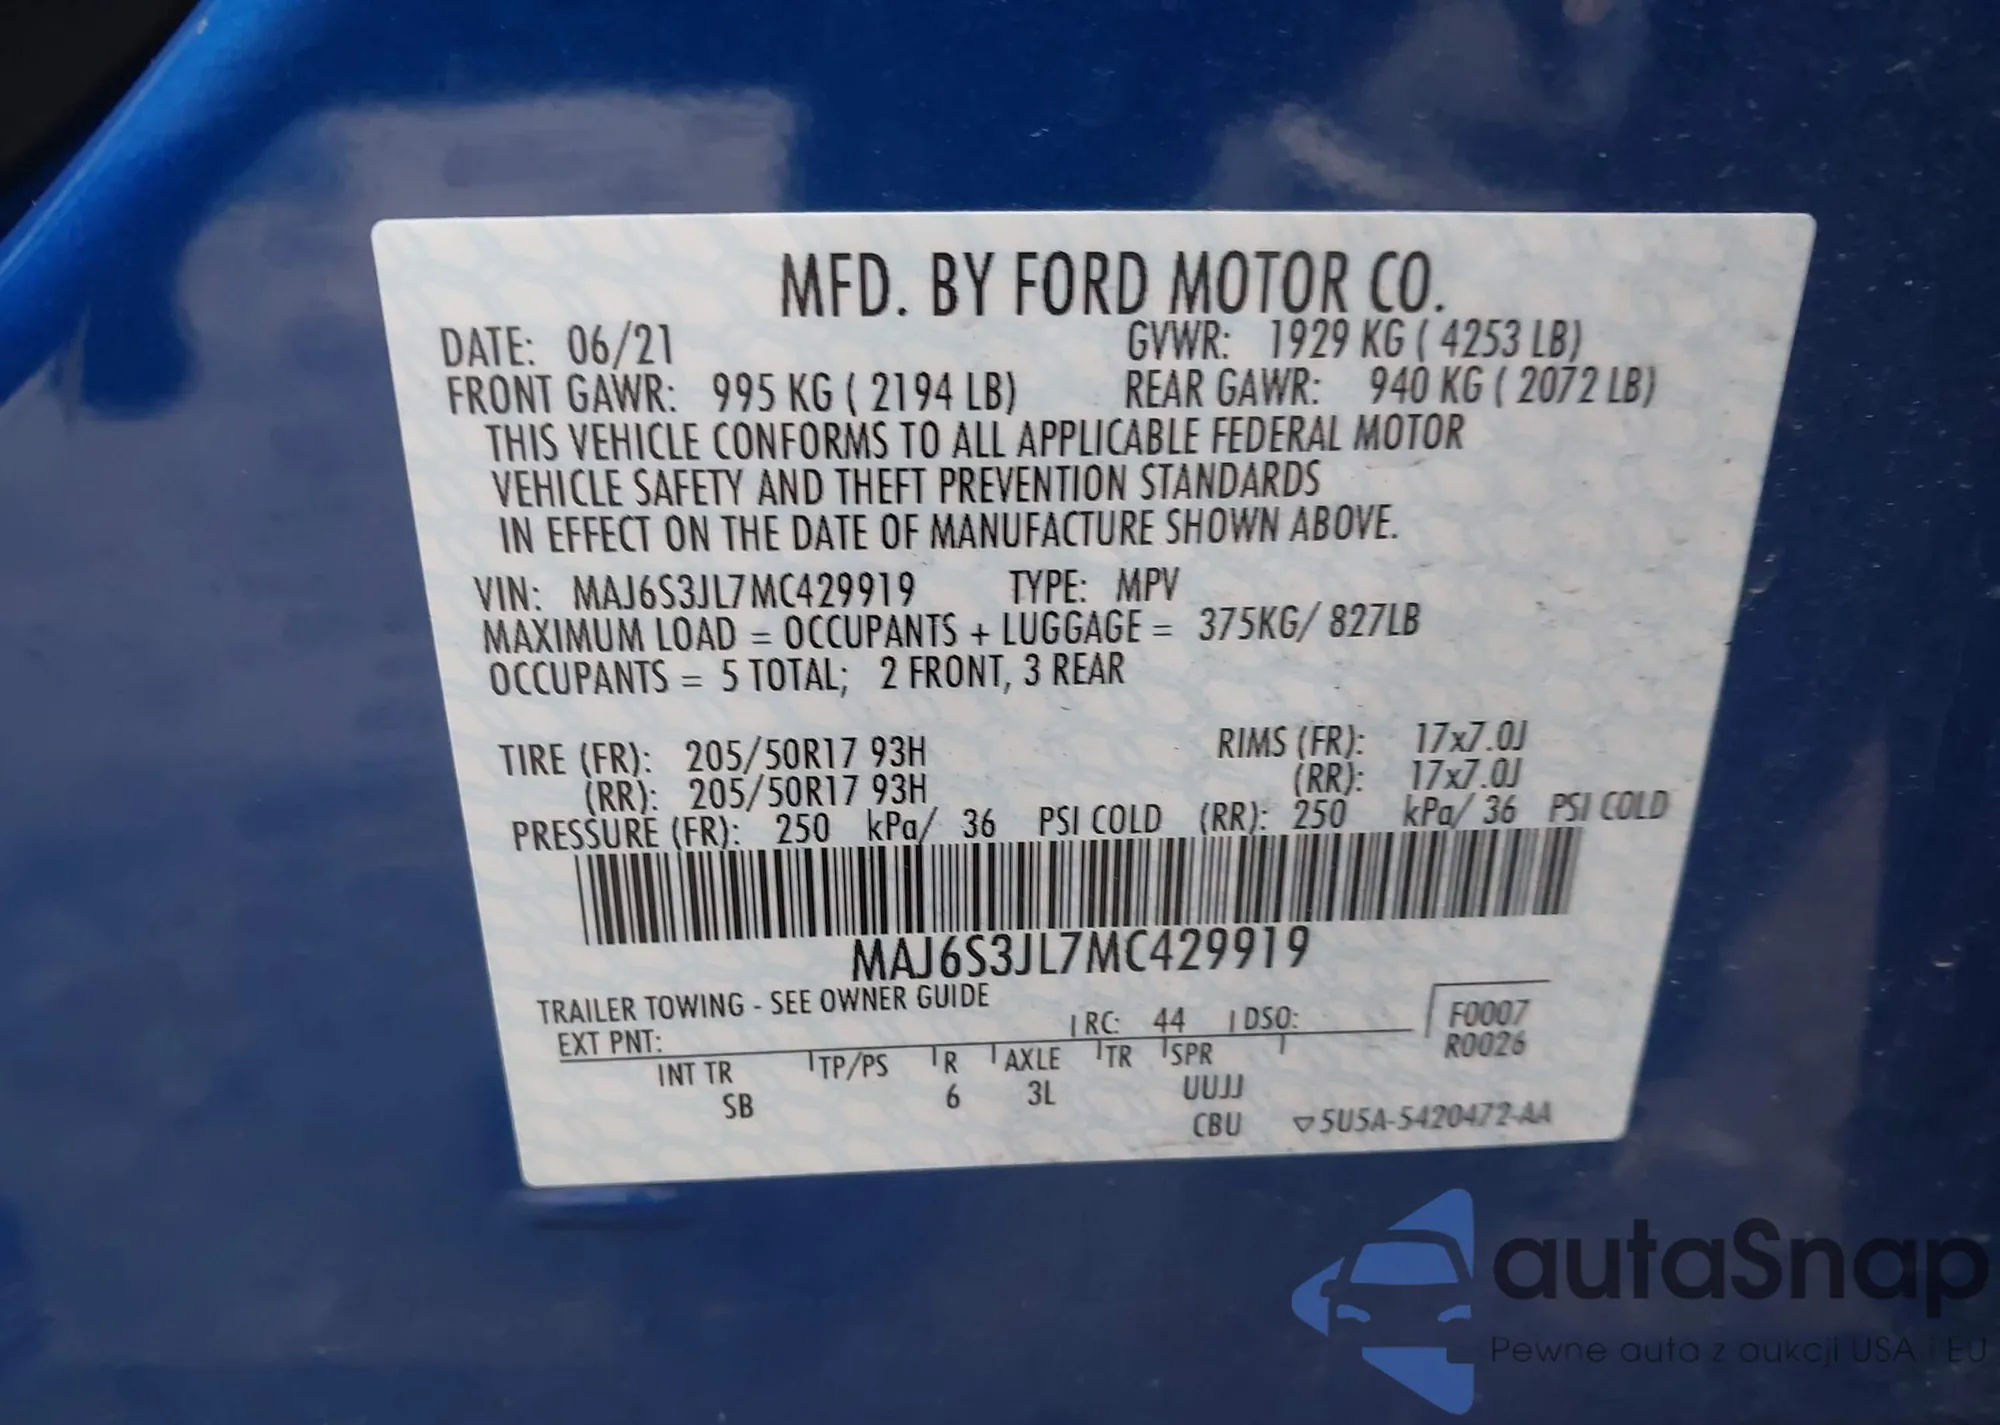 MFD. BY FORD MOTOR CO.
DATE: 06/21 GVWR: 1929 KG ( 4253 LB)
FRONT GAWR: 995 KG ( 2194 LB) REAR GAWR: 940 KG ( 2072 LB)
THIS VEHICLE CONFORMS TO ALL APPLICABLE FEDERAL MOTOR
VEHICLE SAFETY AND THEFT PREVENTION STANDARDS
IN EFFECT ON THE DATE OF MANUFACTURE SHOWN ABOVE.
VIN: MAJ6S3JL7MC429919 TYPE: MPV
MAXIMUM LOAD = OCCUPANTS + LUGGAGE = 375KG/ 827LB
OCCUPANTS = 5 TOTAL; 2 FRONT, 3 REAR
TIRE (FR): 205/50R17 93H RIMS (FR): 17x7.0J
(RR): 205/50R17 93H (RR): 17x7.0J
PRESSURE (FR): 250 kPa/ 36 PSI COLD (RR): 250 kPa/ 36 PSI COLD
MAJ6S3JL7MC429919
TRAILER TOWING - SEE OWNER GUIDE
EXT PNT: RC: 44 DSO: F0007
R0026
INT TR TP/PS R AXLE TR SPR
SB 6 3L UUJJ
CBU ▽5U5A-5420472-AA
autaSnap
Pewne auta z aukcji USA i EU